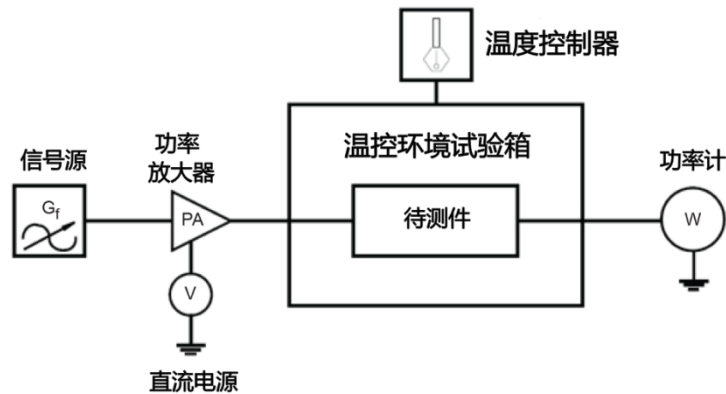 温度控制器
温控环境试验箱
信号源
功率
放大器
功率计
Gf
PA
待测件
W
V
直流电源